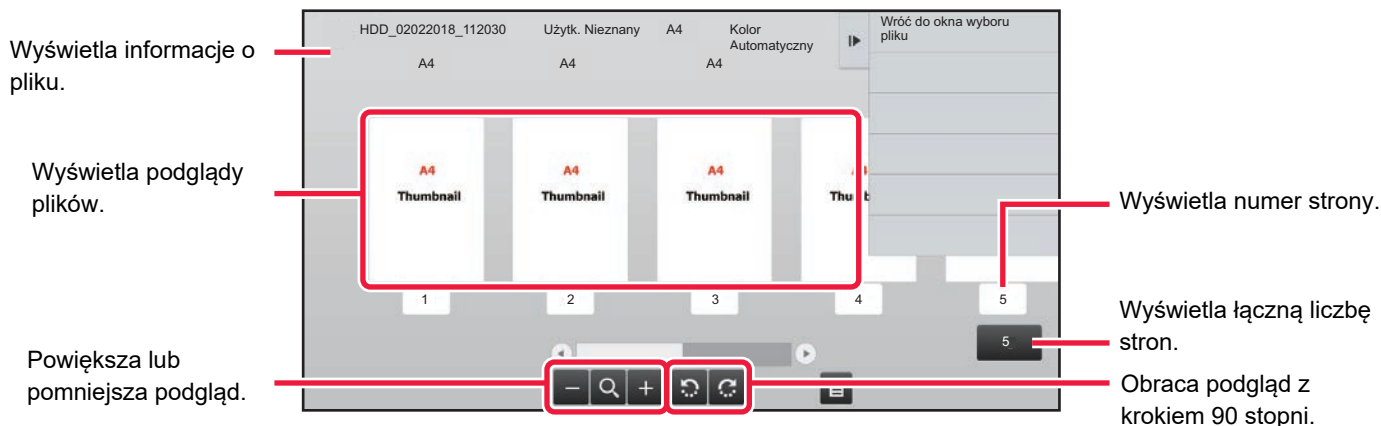 Wyświetla informacje o
pliku.
HDD_02022018_112030 Użytk. Nieznany A4 Kolor
Automatyczny
Wróć do okna wyboru
pliku
A4 A4 A4
Wyświetla podglądy
plików.
A4
Thumbnail
A4
Thumbnail
A4
Thumbnail
Wyświetla numer strony.
1 2 3 4 5
Wyświetla łączną liczbę
stron.
5
Powiększa lub
pomniejsza podgląd.
Obraca podgląd z
krokiem 90 stopni.